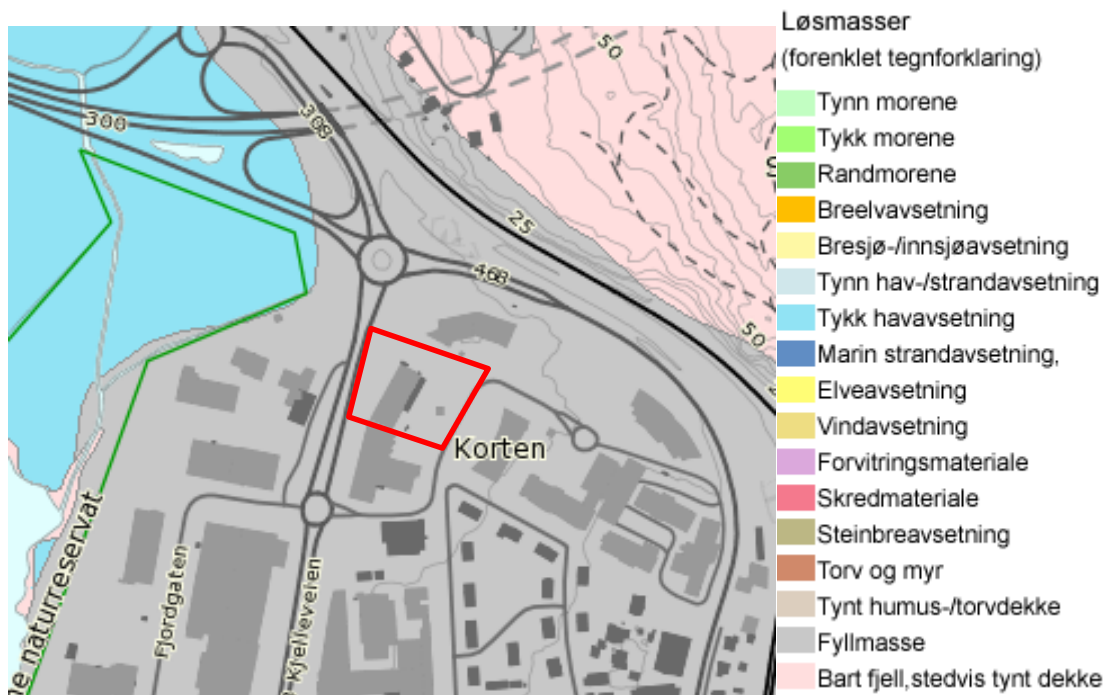 50
300
308
25
468
50
Korten
Fjordgaten
-Kjelleveien
ne naturreservat
Løsmasser
(forenklet tegnforklaring)
Tynn morene
Tykk morene
Randmorene
Breelvavsetning
Bresjø-/innsjøavsetning
Tynn hav-/strandavsetning
Tykk havavsetning
Marin strandavsetning,
Elveavsetning
Vindavsetning
Forvitringsmateriale
Skredmateriale
Steinbreavsetning
Torv og myr
Tynt humus-/torvdekke
Fyllmasse
Bart fjell,stedvis tynt dekke